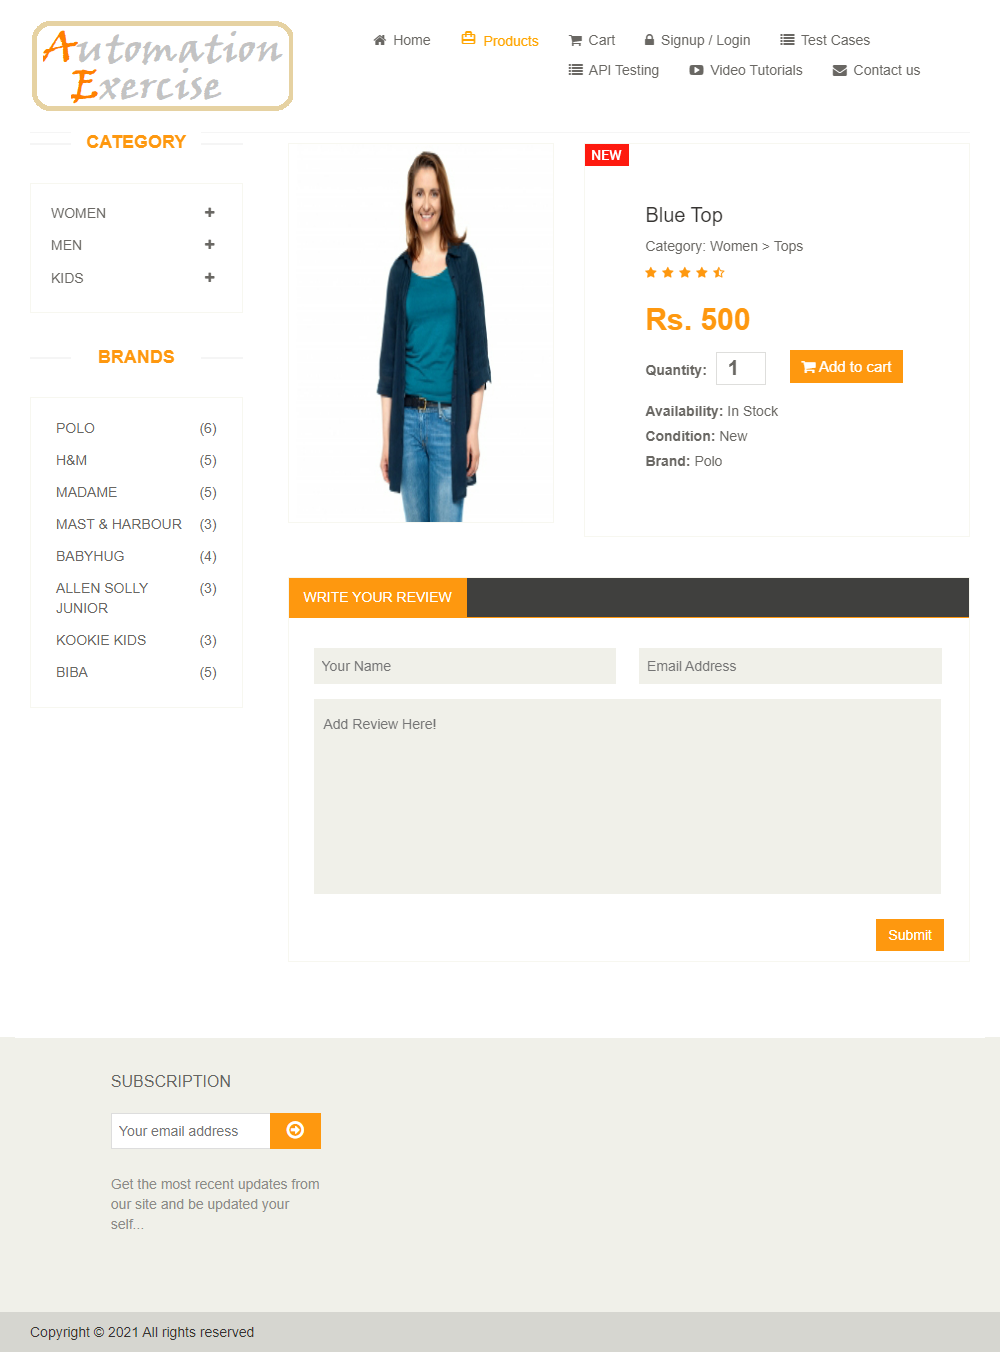 Automation
Exercise
Home
Products
Cart
Signup / Login
Test Cases
API Testing
Video Tutorials
Contact us
CATEGORY
WOMEN
MEN
KIDS
BRANDS
POLO (6)
H&M (5)
MADAME (5)
MAST & HARBOUR (3)
BABYHUG (4)
ALLEN SOLLY (3)
JUNIOR
KOOKIE KIDS (3)
BIBA (5)
NEW
Blue Top
Category: Women > Tops
Rs. 500
Quantity: 1 Add to cart
Availability: In Stock
Condition: New
Brand: Polo
WRITE YOUR REVIEW
Your Name
Email Address
Add Review Here!
Submit
SUBSCRIPTION
Your email address
Get the most recent updates from
our site and be updated your
self...
Copyright © 2021 All rights reserved